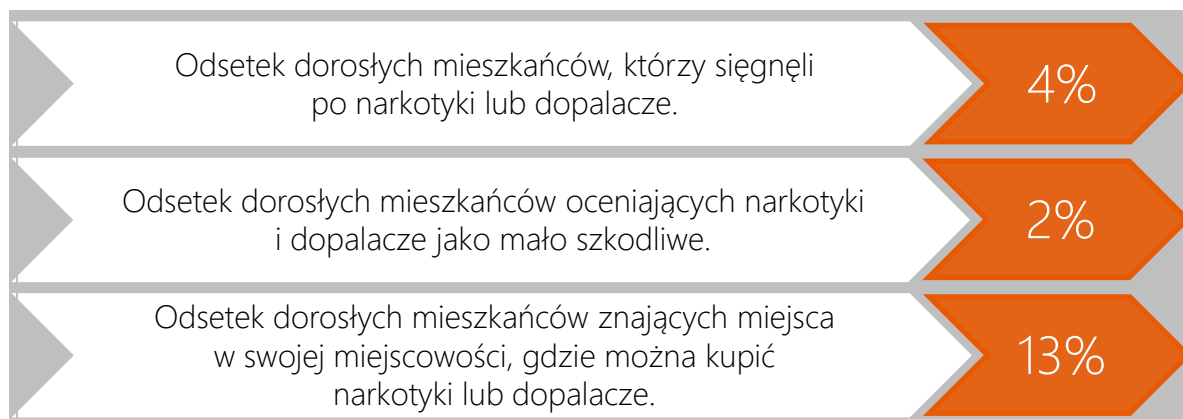 Odsetek dorosłych mieszkańców, którzy sięgnęli
po narkotyki lub dopalacze.
4%
Odsetek dorosłych mieszkańców oceniających narkotyki
i dopalacze jako mało szkodliwe.
2%
Odsetek dorosłych mieszkańców znających miejsca
w swojej miejscowości, gdzie można kupić
narkotyki lub dopalacze.
13%